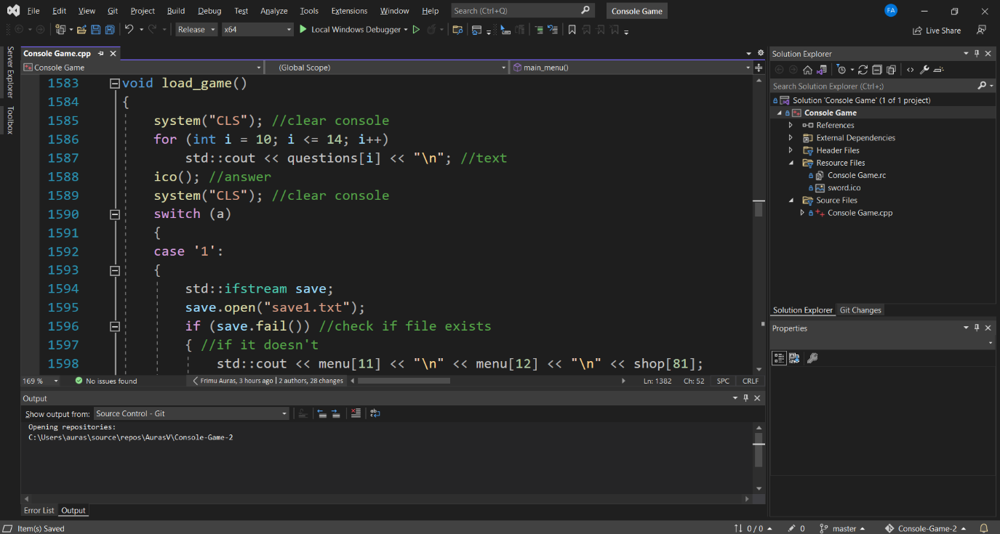 File Edit View Git Project Build Debug Test Analyze Tools Extensions Window Help Search (Ctrl+Q) Console Game FA
Release x64 Local Windows Debugger Live Share
Server Explorer
Toolbox
Console Game.cpp
Console Game (Global Scope) main_menu()
1583 void load_game()
1584 {
1585 system("CLS"); //clear console
1586 for (int i = 10; i <= 14; i++)
1587 std::cout << questions[i] << "\n"; //text
1588 ico(); //answer
1589 system("CLS"); //clear console
1590 switch (a)
1591 {
1592 case '1':
1593 {
1594 std::ifstream save;
1595 save.open("save1.txt");
1596 if (save.fail()) //check if file exists
1597 { //if it doesn't
1598 std::cout << menu[11] << "\n" << menu[12] << "\n" << shop[81];
169 % No issues found Frimu Auras, 3 hours ago | 2 authors, 28 changes Ln: 1382 Ch: 52 SPC CRLF
Output
Show output from: Source Control - Git
Opening repositories:
C:\Users\auras\source\repos\AurasV\Console-Game-2
Error List Output
Solution Explorer
Search Solution Explorer (Ctrl+;)
Solution 'Console Game' (1 of 1 project)
Console Game
References
External Dependencies
Header Files
Resource Files
Console Game.rc
sword.ico
Source Files
Console Game.cpp
Solution Explorer Git Changes
Properties
Item(s) Saved 0 / 0 0 master Console-Game-2